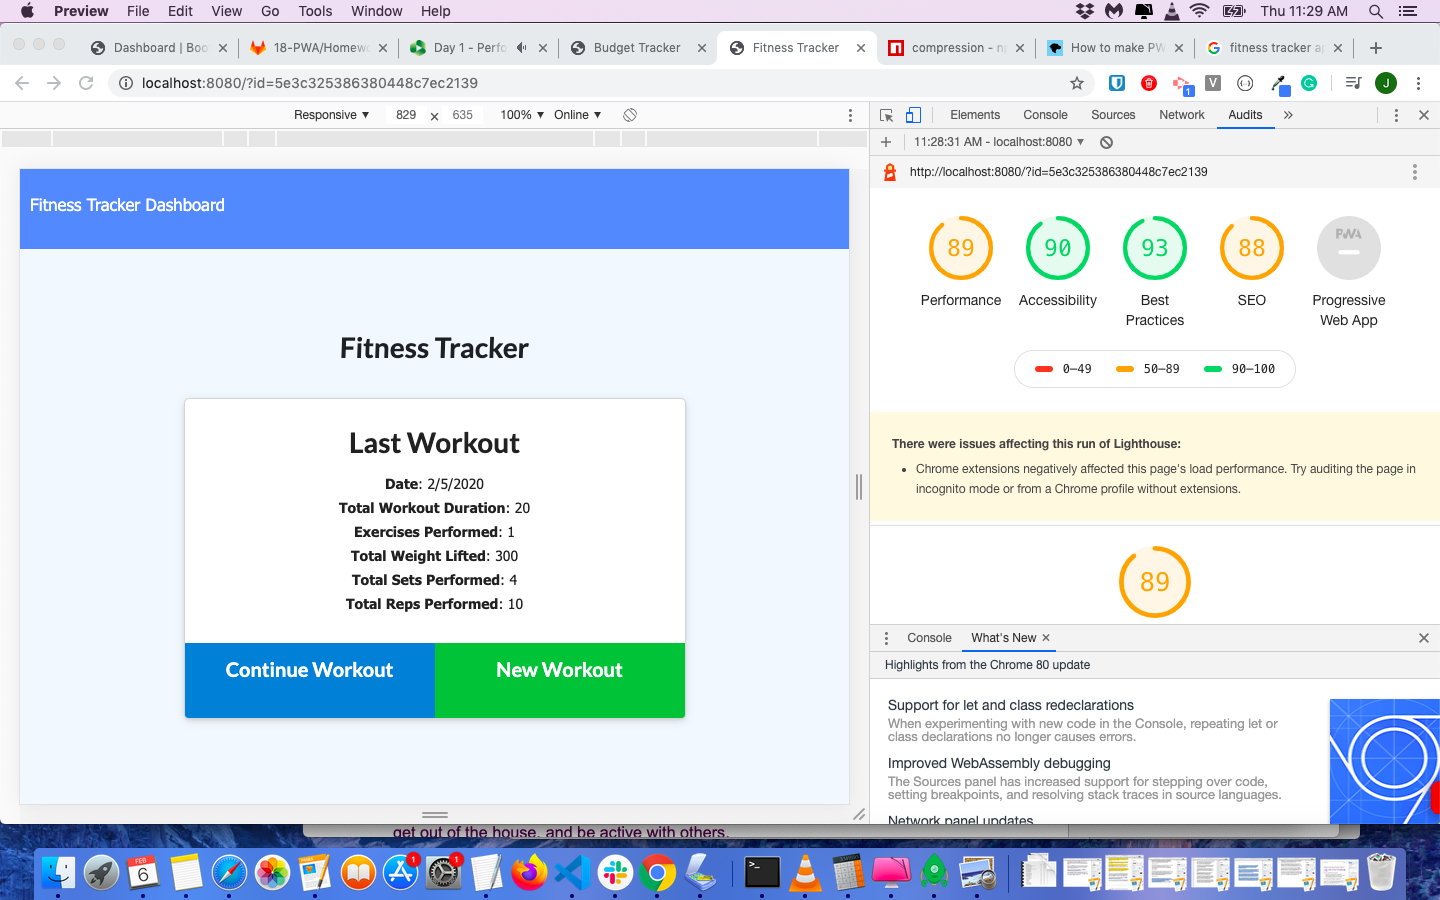 Preview File Edit View Go Tools Window Help Thu 11:29 AM
Dashboard | Boo 18-PWA/Homew Day 1 - Perfo Budget Tracker Fitness Tracker compression - n How to make PW fitness tracker a
localhost:8080/?id=5e3c325386380448c7ec2139
1 V J
Responsive 829 × 635 100% Online
Elements Console Sources Network Audits »
11:28:31 AM - localhost:8080
http://localhost:8080/?id=5e3c325386380448c7ec2139
Fitness Tracker Dashboard
Fitness Tracker
Last Workout
Date: 2/5/2020
Total Workout Duration: 20
Exercises Performed: 1
Total Weight Lifted: 300
Total Sets Performed: 4
Total Reps Performed: 10
Continue Workout New Workout
89 90 93 88 PWA
Performance Accessibility Best Practices SEO Progressive Web App
0–49 50–89 90–100
There were issues affecting this run of Lighthouse:
• Chrome extensions negatively affected this page's load performance. Try auditing the page in
incognito mode or from a Chrome profile without extensions.
89
Console What's New ×
Highlights from the Chrome 80 update
Support for let and class redeclarations
When experimenting with new code in the Console, repeating let or
class declarations no longer causes errors.
Improved WebAssembly debugging
The Sources panel has increased support for stepping over code,
setting breakpoints, and resolving stack traces in source languages.
Network panel updates
get out of the house, and be active with others.
FEB
6
1
1